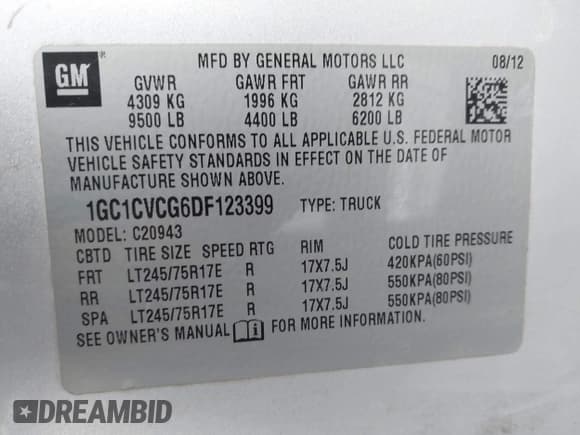 GM
MFD BY GENERAL MOTORS LLC 08/12
GVWR GAWR FRT GAWR RR
4309 KG 1996 KG 2812 KG
9500 LB 4400 LB 6200 LB
THIS VEHICLE CONFORMS TO ALL APPLICABLE U.S. FEDERAL MOTOR
VEHICLE SAFETY STANDARDS IN EFFECT ON THE DATE OF
MANUFACTURE SHOWN ABOVE.
1GC1CVCG6DF123399 TYPE: TRUCK
MODEL: C20943
CBTD TIRE SIZE SPEED RTG RIM COLD TIRE PRESSURE
FRT LT245/75R17E R 17X7.5J 420KPA(60PSI)
RR LT245/75R17E R 17X7.5J 550KPA(80PSI)
SPA LT245/75R17E R 17X7.5J 550KPA(80PSI)
SEE OWNER'S MANUAL FOR MORE INFORMATION.
DREAMBID